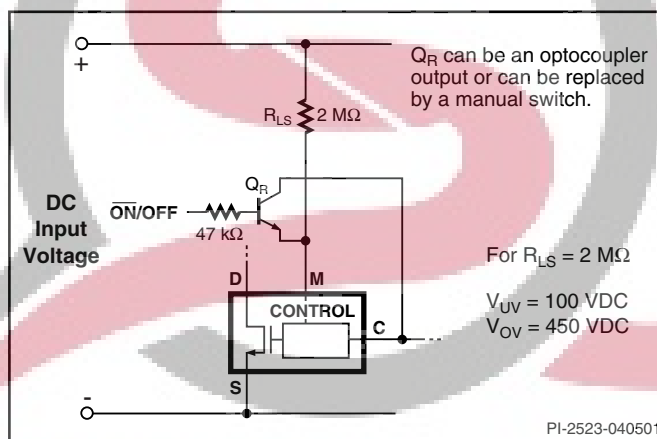 +
Q_R can be an optocoupler
output or can be replaced
by a manual switch.
R_LS 2 MΩ
Q_R
DC
Input
Voltage
O̅N̅/OFF
47 kΩ
For R_LS = 2 MΩ
D M
V_UV = 100 VDC
CONTROL
C
V_OV = 450 VDC
S
-
PI-2523-040501